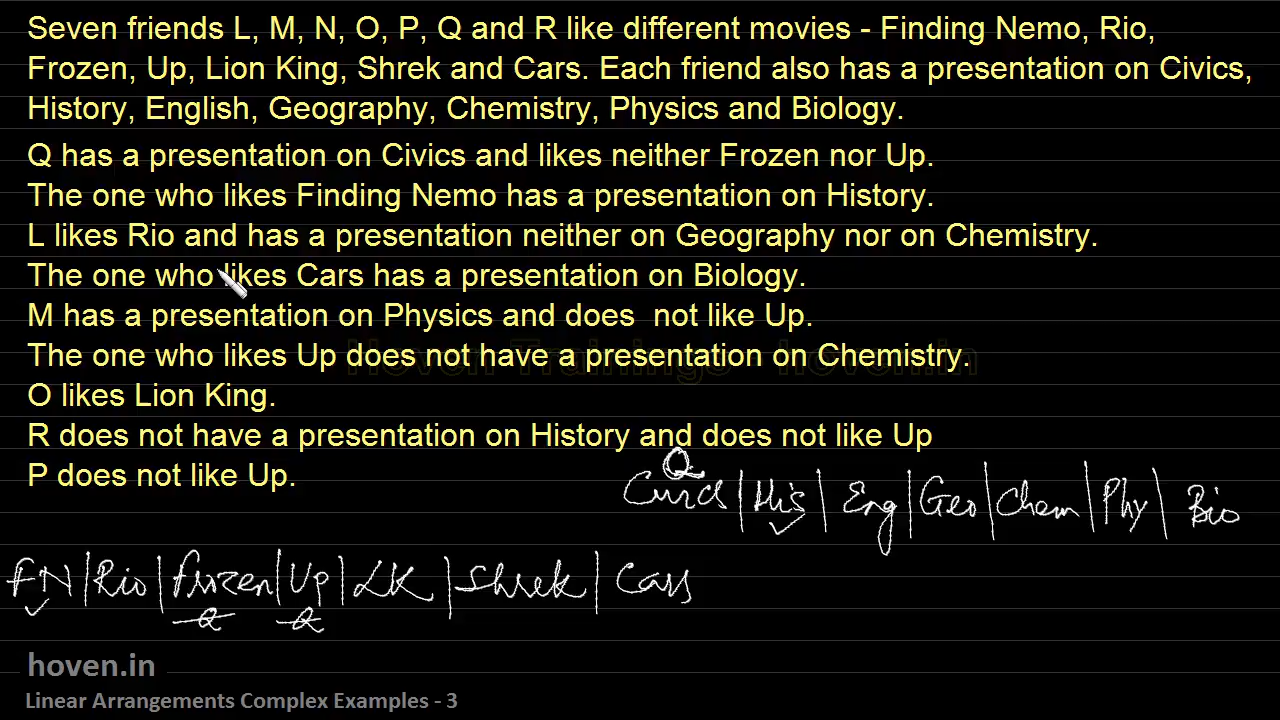 Seven friends L, M, N, O, P, Q and R like different movies - Finding Nemo, Rio,
Frozen, Up, Lion King, Shrek and Cars. Each friend also has a presentation on Civics,
History, English, Geography, Chemistry, Physics and Biology.
Q has a presentation on Civics and likes neither Frozen nor Up.
The one who likes Finding Nemo has a presentation on History.
L likes Rio and has a presentation neither on Geography nor on Chemistry.
The one who likes Cars has a presentation on Biology.
M has a presentation on Physics and does not like Up.
Hoven Trainings - hoven.in
The one who likes Up does not have a presentation on Chemistry.
O likes Lion King.
R does not have a presentation on History and does not like Up
P does not like Up.
Q
His | Eng | Geo | Chem | Phy | Bio
FN | Rio | frozen | Up | LK | Shrek | Cars
Q Q
hoven.in
Linear Arrangements Complex Examples - 3